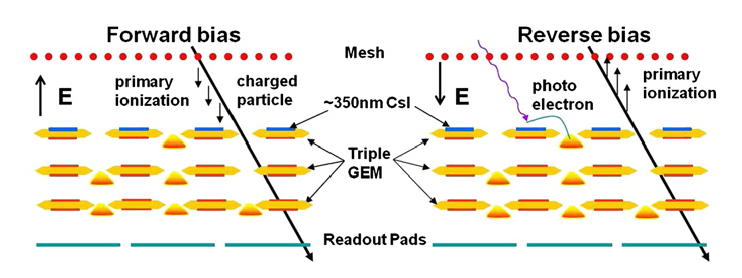 Forward bias
Reverse bias
Mesh
E
primary
ionization
charged
particle
~350nm CsI
E
photo
electron
primary
ionization
Triple
GEM
Readout Pads